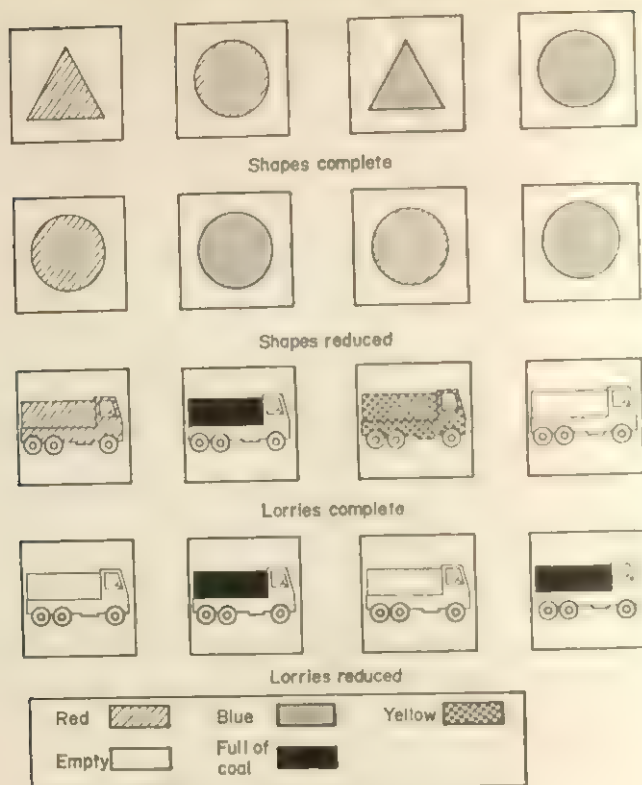 Shapes complete
Shapes reduced
Lorries complete
Lorries reduced
Red Blue Yellow
Empty Full of
coal